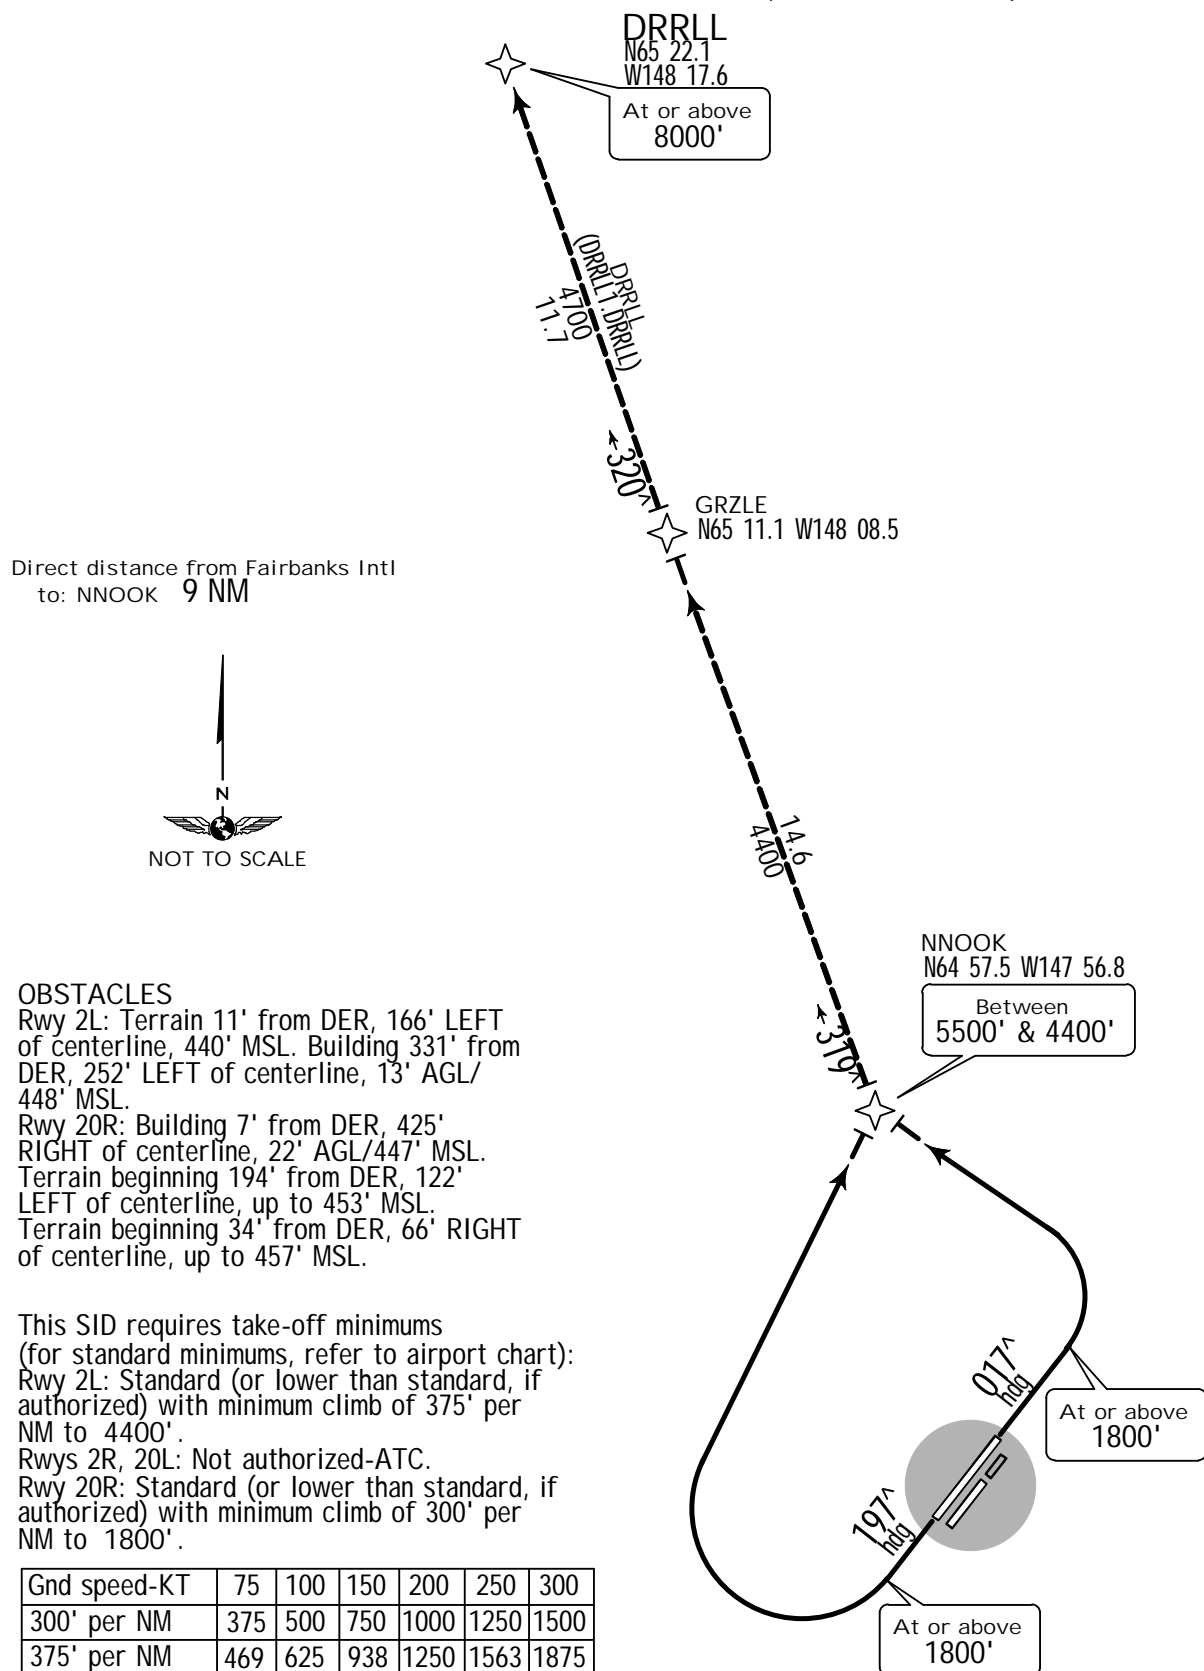 DRRLL
N65 22.1
W148 17.6
At or above
8000'
DRRLL
(DRRLL1.DRRLL)
4700
11.7
320^
GRZLE
N65 11.1 W148 08.5
Direct distance from Fairbanks Intl
to: NNOOK 9 NM
N
NOT TO SCALE
14.6
4400
NNOOK
N64 57.5 W147 56.8
Between
5500' & 4400'
319^
OBSTACLES
Rwy 2L: Terrain 11' from DER, 166' LEFT
of centerline, 440' MSL. Building 331' from
DER, 252' LEFT of centerline, 13' AGL/
448' MSL.
Rwy 20R: Building 7' from DER, 425'
RIGHT of centerline, 22' AGL/447' MSL.
Terrain beginning 194' from DER, 122'
LEFT of centerline, up to 453' MSL.
Terrain beginning 34' from DER, 66' RIGHT
of centerline, up to 457' MSL.
This SID requires take-off minimums
(for standard minimums, refer to airport chart):
Rwy 2L: Standard (or lower than standard, if
authorized) with minimum climb of 375' per
NM to 4400'.
Rwys 2R, 20L: Not authorized-ATC.
Rwy 20R: Standard (or lower than standard, if
authorized) with minimum climb of 300' per
NM to 1800'.
017^
hdg
At or above
1800'
197^
hdg
At or above
1800'
Gnd speed-KT 75 100 150 200 250 300
300' per NM 375 500 750 1000 1250 1500
375' per NM 469 625 938 1250 1563 1875